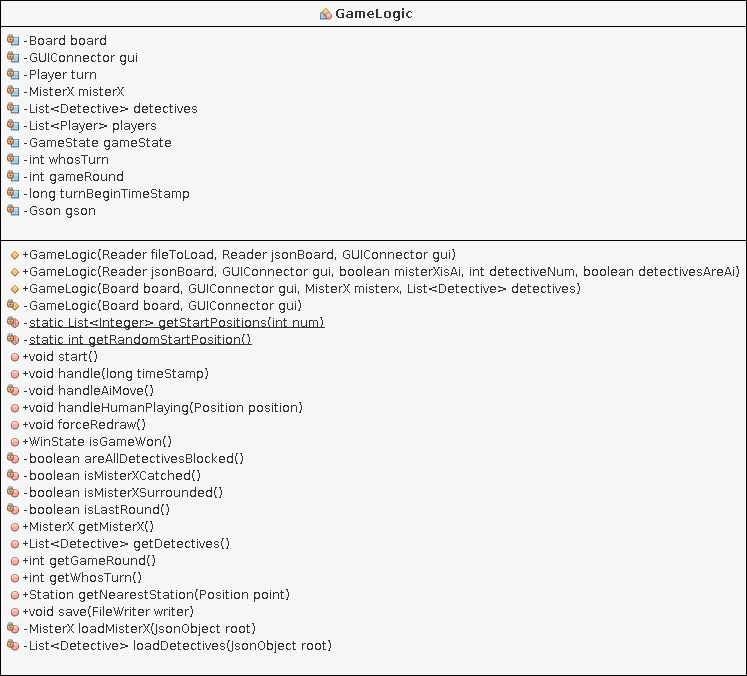 GameLogic
-Board board
-GUIConnector gui
-Player turn
-MisterX misterX
-List<Detective> detectives
-List<Player> players
-GameState gameState
-int whosTurn
-int gameRound
-long turnBeginTimeStamp
-Gson gson
+GameLogic(Reader fileToLoad, Reader jsonBoard, GUIConnector gui)
+GameLogic(Reader jsonBoard, GUIConnector gui, boolean misterXisAi, int detectiveNum, boolean detectivesAreAi)
+GameLogic(Board board, GUIConnector gui, MisterX misterx, List<Detective> detectives)
-GameLogic(Board board, GUIConnector gui)
-static List<Integer> getStartPositions(int num)
-static int getRandomStartPosition()
+void start()
+void handle(long timeStamp)
-void handleAiMove()
+void handleHumanPlaying(Position position)
+void forceRedraw()
+WinState isGameWon()
-boolean areAllDetectivesBlocked()
-boolean isMisterXCatched()
-boolean isMisterXSurrounded()
-boolean isLastRound()
+MisterX getMisterX()
+List<Detective> getDetectives()
+int getGameRound()
+int getWhosTurn()
+Station getNearestStation(Position point)
+void save(FileWriter writer)
-MisterX loadMisterX(JsonObject root)
-List<Detective> loadDetectives(JsonObject root)